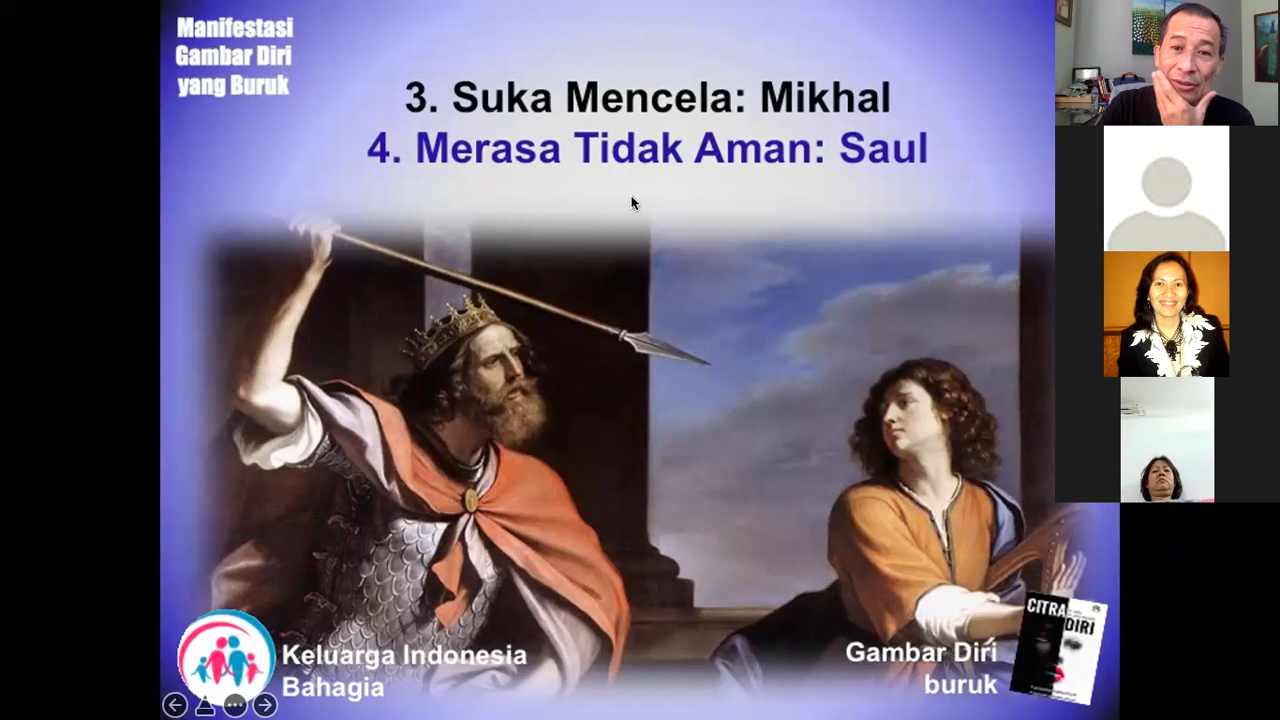 Manifestasi
Gambar Diri
yang Buruk
3. Suka Mencela: Mikhal
4. Merasa Tidak Aman: Saul
Keluarga Indonesia
Bahagia
Gambar Diri
buruk
CITRA
DIRI